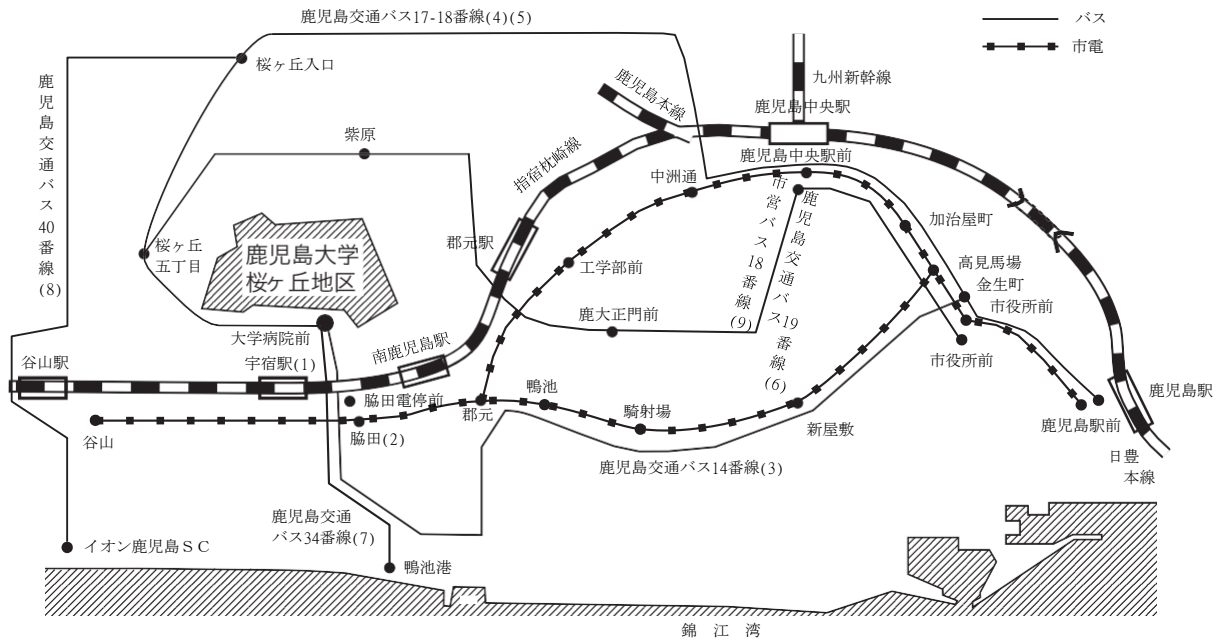 鹿児島交通バス17-18番線(4)(5)
バス
市電
桜ヶ丘入口
鹿児島交通バス40番線(8)
鹿児島本線
九州新幹線
鹿児島中央駅
紫原
指宿枕崎線
鹿児島中央駅前
中洲通
市営バス18番線(9)
鹿児島交通バス19番線(6)
加治屋町
桜ヶ丘
五丁目
鹿児島大学
桜ヶ丘地区
郡元駅
工学部前
高見馬場
金生町
市役所前
鹿大正門前
大学病院前
南鹿児島駅
市役所前
谷山駅
宇宿駅(1)
鹿児島駅
脇田電停前
郡元
鴨池
騎射場
新屋敷
鹿児島駅前
谷山
脇田(2)
鹿児島交通バス14番線(3)
日豊
本線
鹿児島交通
バス34番線(7)
イオン鹿児島ＳＣ
鴨池港
錦江湾